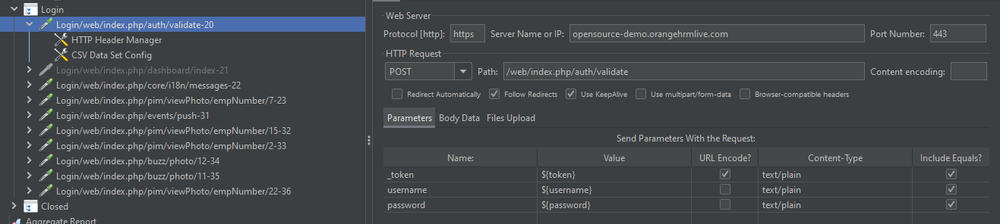 Login
Login/web/index.php/auth/validate-20
HTTP Header Manager
CSV Data Set Config
Login/web/index.php/dashboard/index-21
Login/web/index.php/core/i18n/messages-22
Login/web/index.php/pim/viewPhoto/empNumber/7-23
Login/web/index.php/events/push-31
Login/web/index.php/pim/viewPhoto/empNumber/15-32
Login/web/index.php/pim/viewPhoto/empNumber/2-33
Login/web/index.php/buzz/photo/12-34
Login/web/index.php/buzz/photo/11-35
Login/web/index.php/pim/viewPhoto/empNumber/22-36
Closed
Aggregate Report
Web Server
Protocol [http]: https Server Name or IP: opensource-demo.orangehrmlive.com Port Number: 443
HTTP Request
POST Path: /web/index.php/auth/validate Content encoding:
Redirect Automatically Follow Redirects Use KeepAlive Use multipart/form-data Browser-compatible headers
Parameters Body Data Files Upload
Send Parameters With the Request:
Name: Value URL Encode? Content-Type Include Equals?
_token ${token} text/plain
username ${username} text/plain
password ${password} text/plain